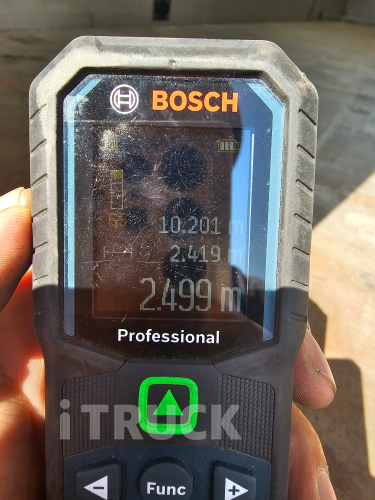 BOSCH
10.201 m
2.419 m
2.499 m
Professional
iTRUCK
− Func +